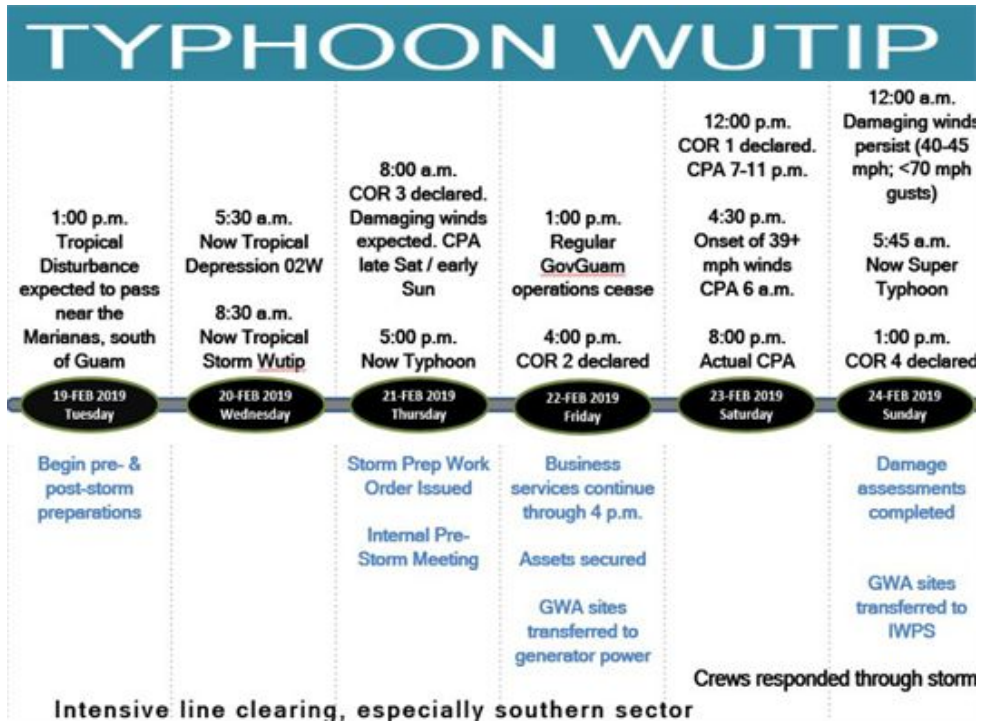 TYPHOON WUTIP
1:00 p.m.
Tropical
Disturbance
expected to pass
near the
Marianas, south
of Guam
5:30 a.m.
Now Tropical
Depression 02W
8:30 a.m.
Now Tropical
Storm Wutip
8:00 a.m.
COR 3 declared.
Damaging winds
expected. CPA
late Sat / early
Sun
5:00 p.m.
Now Typhoon
1:00 p.m.
Regular
GovGuam
operations cease
4:00 p.m.
COR 2 declared
12:00 p.m.
COR 1 declared.
CPA 7-11 p.m.
4:30 p.m.
Onset of 39+
mph winds
CPA 6 a.m.
8:00 p.m.
Actual CPA
12:00 a.m.
Damaging winds
persist (40-45
mph; <70 mph
gusts)
5:45 a.m.
Now Super
Typhoon
1:00 p.m.
COR 4 declared
19-FEB 2019
Tuesday
20-FEB 2019
Wednesday
21-FEB 2019
Thursday
22-FEB 2019
Friday
23-FEB 2019
Saturday
24-FEB 2019
Sunday
Begin pre- &
post-storm
preparations
Storm Prep Work
Order Issued
Internal Pre-
Storm Meeting
Business
services continue
through 4 p.m.
Assets secured
GWA sites
transferred to
generator power
Damage
assessments
completed
GWA sites
transferred to
IWPS
Crews responded through storm
Intensive line clearing, especially southern sector